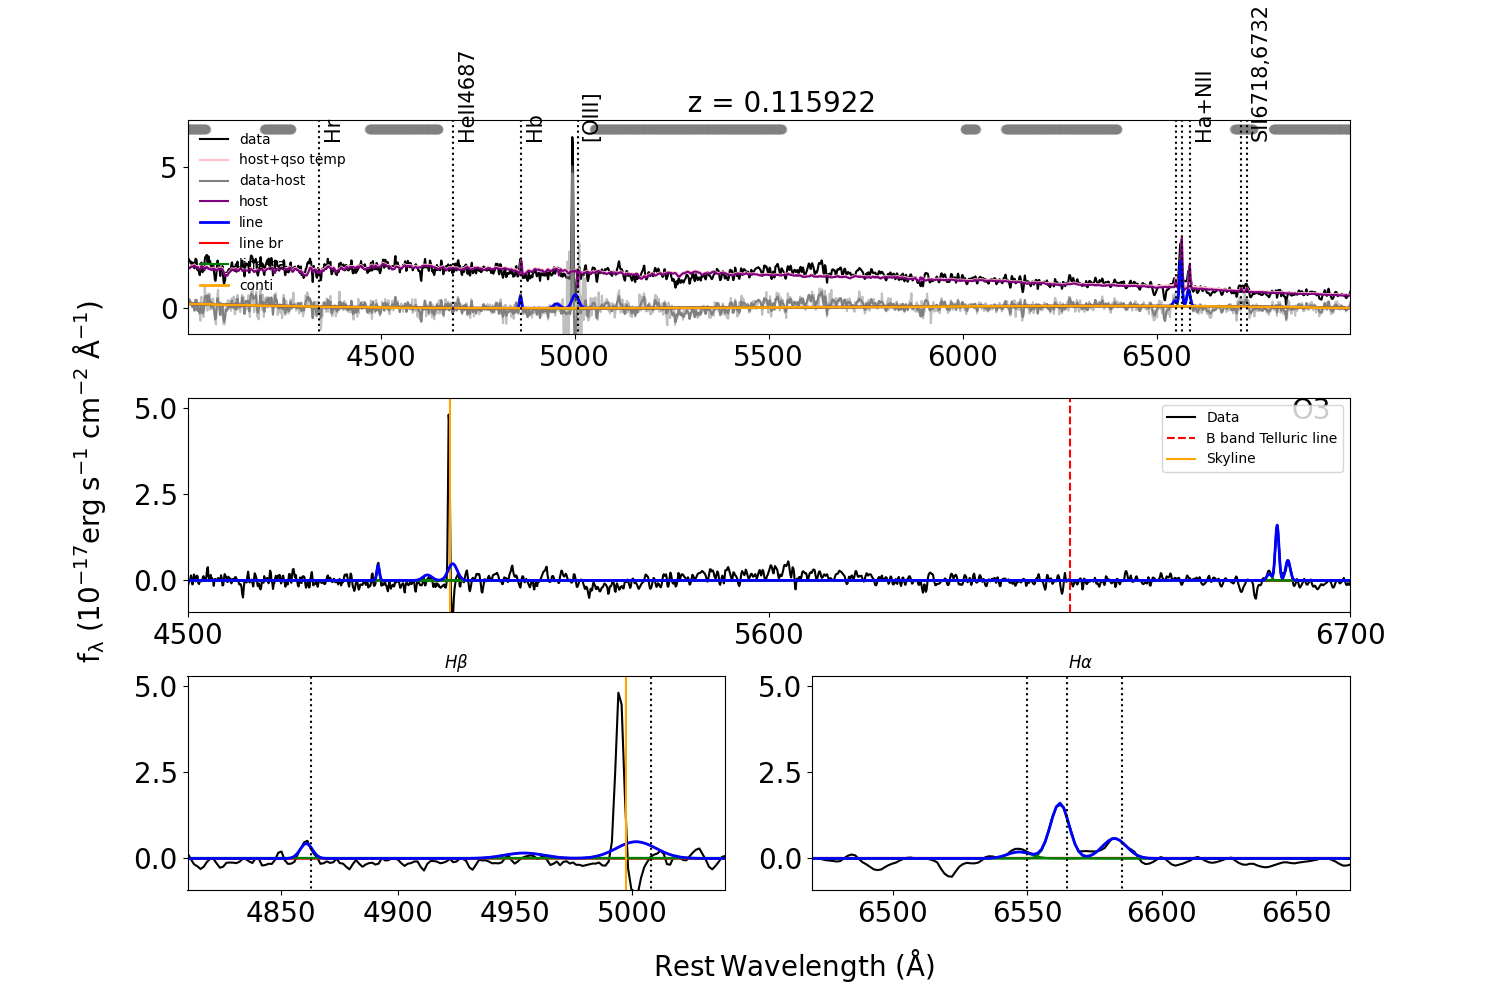 z = 0.115922
Hr
HeII4687
Hb
[OIII]
Ha+NII
SII6718,6732
data
host+qso temp
data-host
host
line
line br
conti
5
0
4500
5000
5500
6000
6500
O3
Data
B band Telluric line
Skyline
5.0
2.5
0.0
4500
5600
6700
fλ (10⁻¹⁷erg s⁻¹ cm⁻² Å⁻¹)
Hβ
5.0
2.5
0.0
4850
4900
4950
5000
Hα
5.0
2.5
0.0
6500
6550
6600
6650
Rest Wavelength (Å)